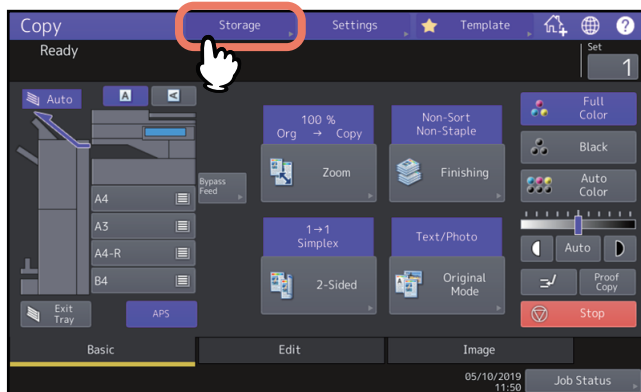 Copy
Storage
Settings
Template
?
Ready
Set
1
Auto
A
A
100 %
Org → Copy
Zoom
Non-Sort
Non-Staple
Finishing
Full
Color
Black
Auto
Color
Bypass
Feed
A4
A3
A4-R
B4
1→1
Simplex
2-Sided
Text/Photo
Original
Mode
Auto
Proof
Copy
Exit
Tray
APS
Stop
Basic
Edit
Image
05/10/2019
11:50
Job Status